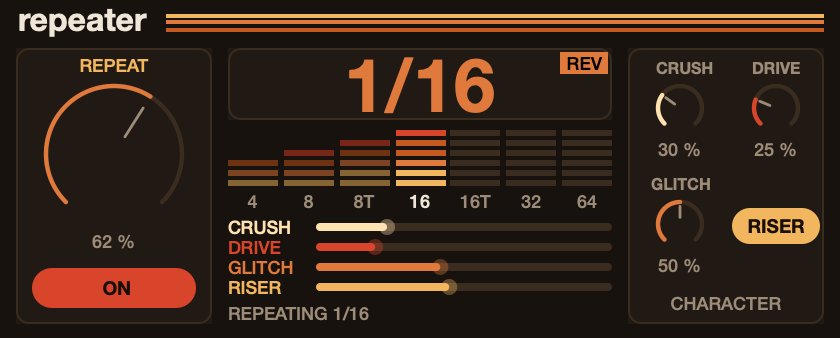 repeater
REPEAT
62 %
ON
1/16
REV
4 8 8T 16 16T 32 64
CRUSH
DRIVE
GLITCH
RISER
REPEATING 1/16
CRUSH DRIVE
30 % 25 %
GLITCH
RISER
50 %
CHARACTER